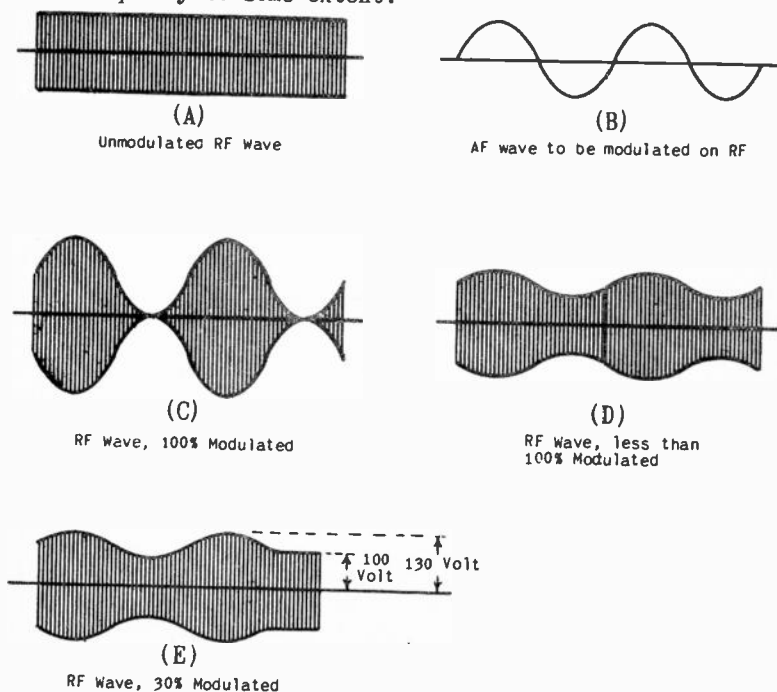 (A)
Unmodulated RF Wave
(B)
AF wave to be modulated on RF
(C)
RF Wave, 100% Modulated
(D)
RF Wave, less than
100% Modulated
100 130 Volt
Volt
(E)
RF Wave, 30% Modulated